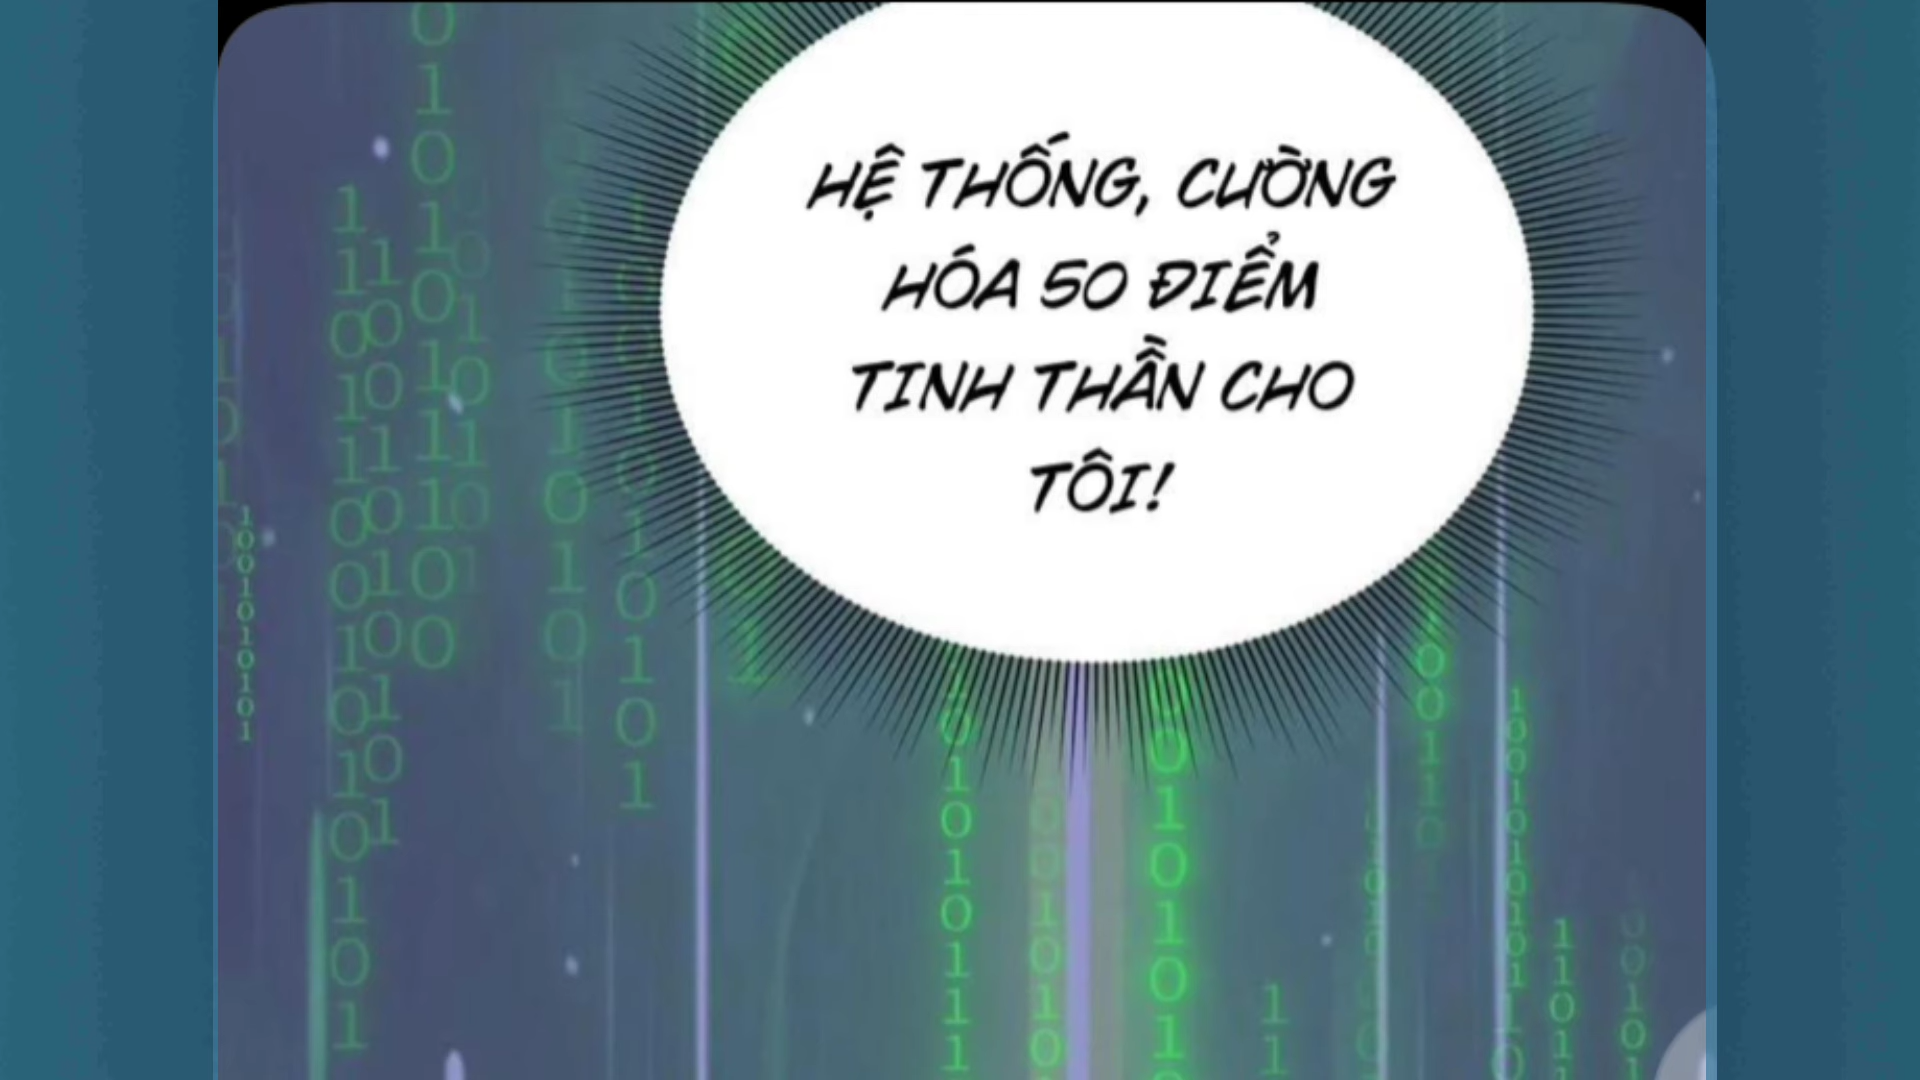 HỆ THỐNG, CƯỜNG
HÓA 50 ĐIỂM
TINH THẦN CHO
TÔI!